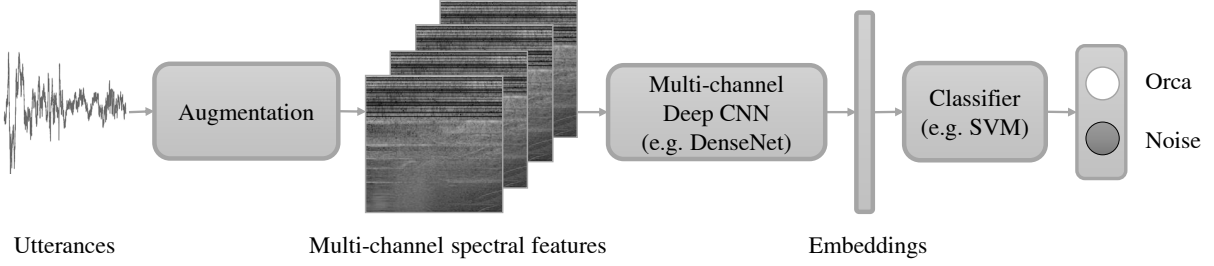 Augmentation
Multi-channel
Deep CNN
(e.g. DenseNet)
Classifier
(e.g. SVM)
Orca
Noise
Utterances
Multi-channel spectral features
Embeddings